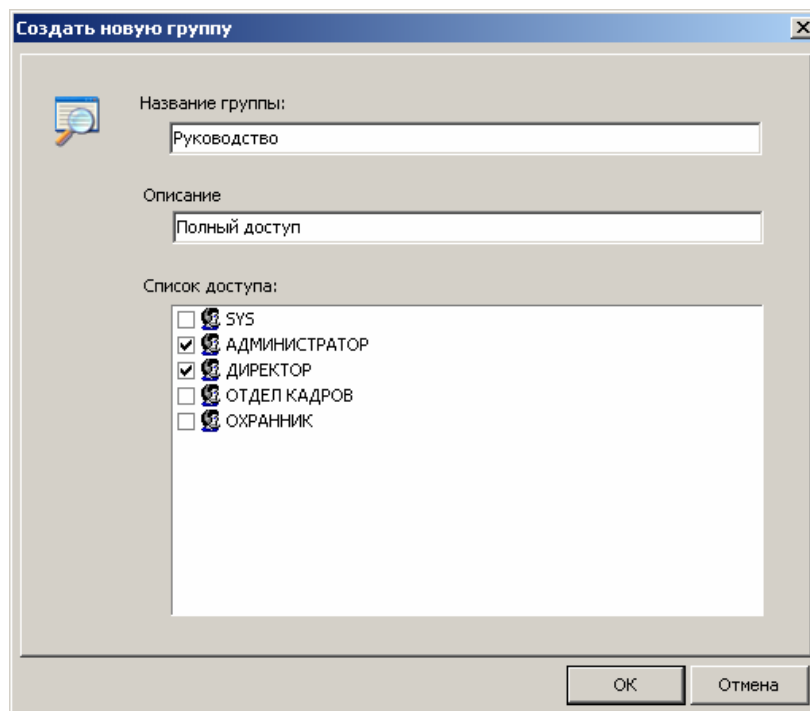 Создать новую группу
Название группы:
Руководство
Описание
Полный доступ
Список доступа:
SYS
АДМИНИСТРАТОР
ДИРЕКТОР
ОТДЕЛ КАДРОВ
ОХРАННИК
ОК
Отмена